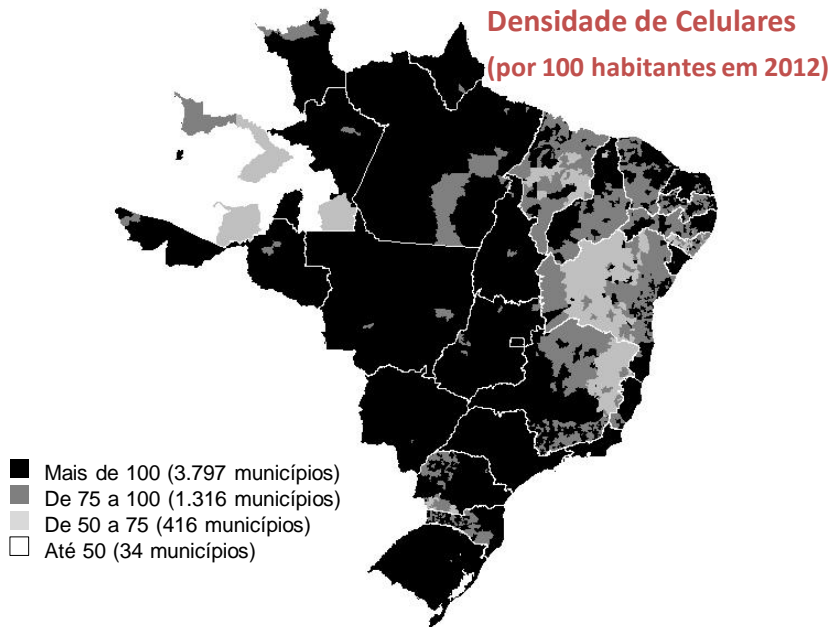 Densidade de Celulares
(por 100 habitantes em 2012)
Mais de 100 (3.797 municípios)
De 75 a 100 (1.316 municípios)
De 50 a 75 (416 municípios)
Até 50 (34 municípios)